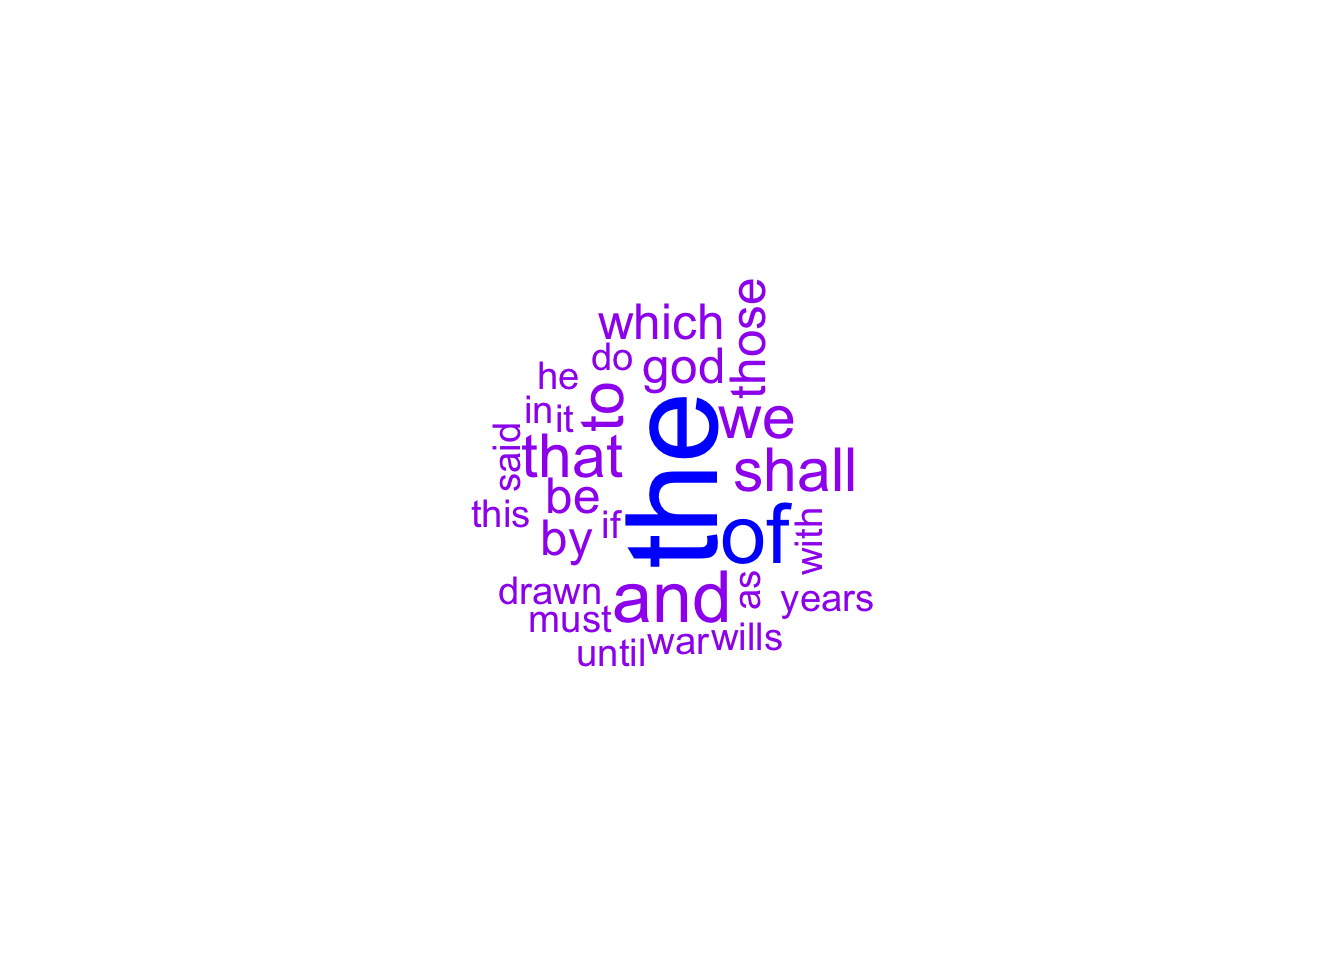 which
those
do
god
he
to
the
we
in
it
said
that
shall
be
this
by
if
of
with
drawn
and
as
years
must
until
war
wills